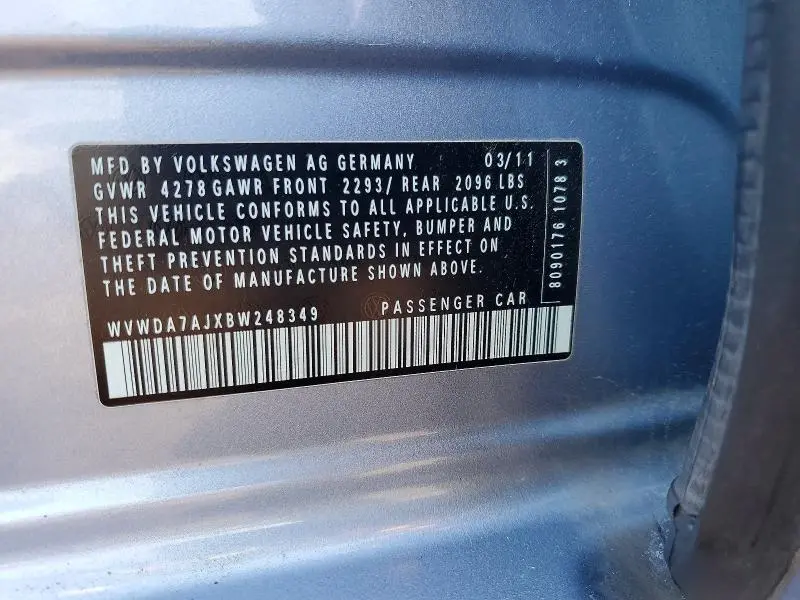 MFD BY VOLKSWAGEN AG GERMANY 03/11
GVWR 4278 GAWR FRONT 2293/ REAR 2096 LBS
THIS VEHICLE CONFORMS TO ALL APPLICABLE U.S.
FEDERAL MOTOR VEHICLE SAFETY, BUMPER AND
THEFT PREVENTION STANDARDS IN EFFECT ON
THE DATE OF MANUFACTURE SHOWN ABOVE.
WVWDA7AJXBW248349 PASSENGER CAR
8090176 1078 3